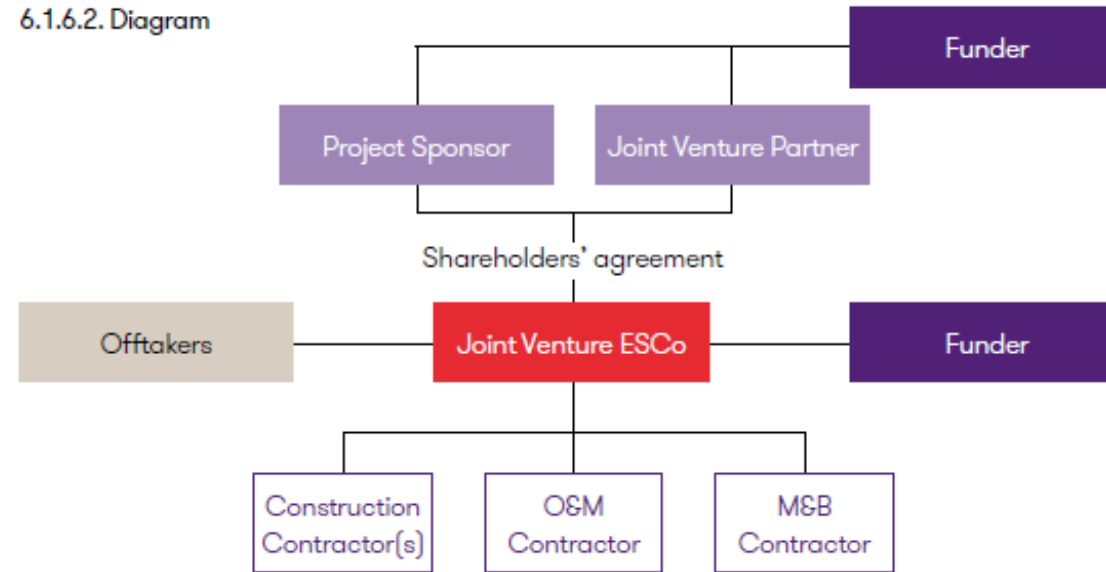 6.1.6.2. Diagram
Funder
Project Sponsor
Joint Venture Partner
Shareholders' agreement
Offtakers
Joint Venture ESCo
Funder
Construction
Contractor(s)
O&M
Contractor
M&B
Contractor